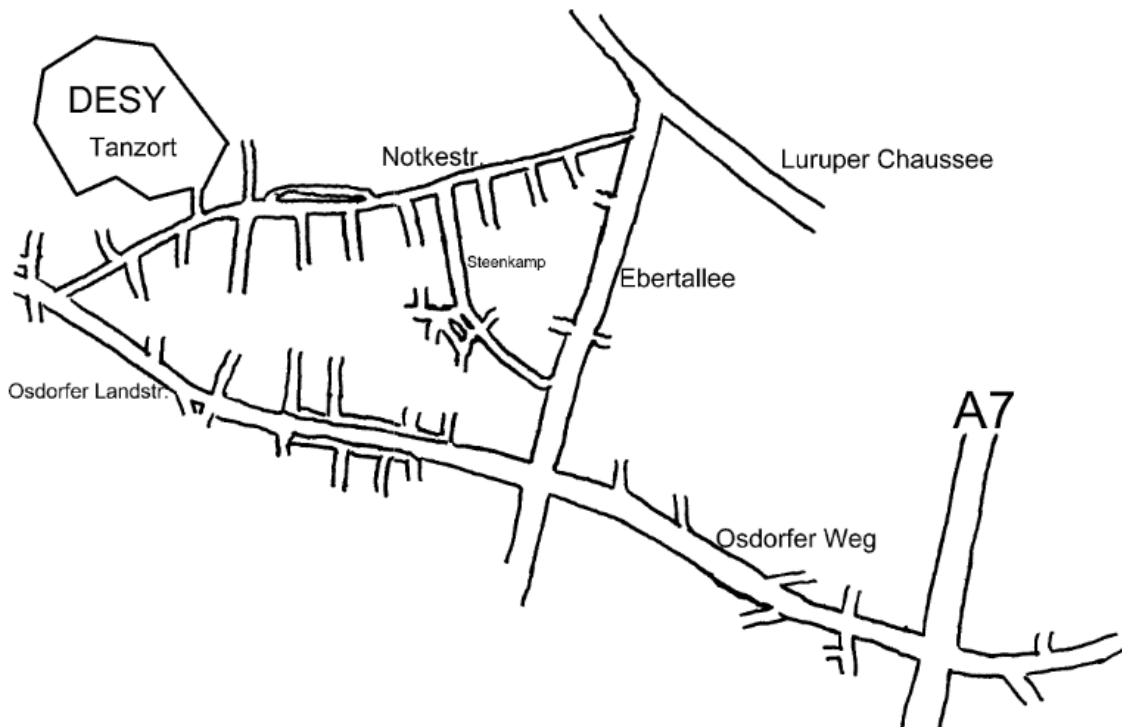 DESY
Tanzort
Notkestr.
Luruper Chaussee
Steenkamp
Ebertallee
Osdorfer Landstr.
A7
Osdorfer Weg